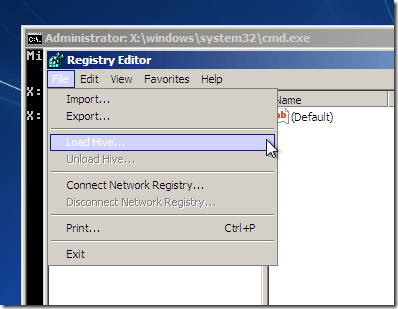 Administrator: X:\windows\system32\cmd.exe
Mi
Registry Editor
File Edit View Favorites Help
X:
X:
Import...
Export...
Load Hive...
Unload Hive...
Connect Network Registry...
Disconnect Network Registry...
Print... Ctrl+P
Exit
Name
ab (Default)